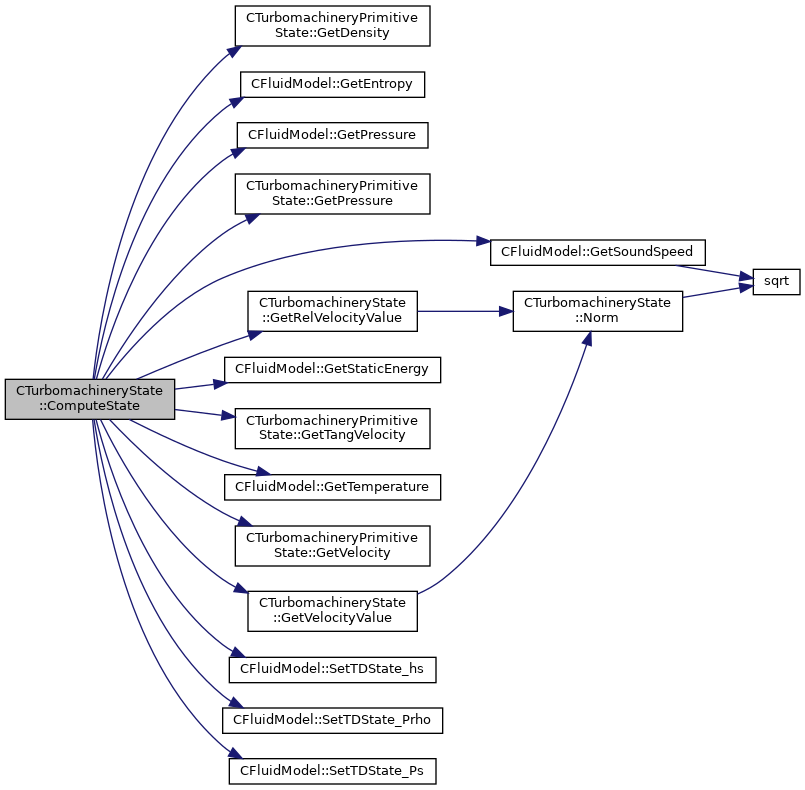 CTurbomachineryPrimitive
State::GetDensity
CFluidModel::GetEntropy
CFluidModel::GetPressure
CTurbomachineryPrimitive
State::GetPressure
CFluidModel::GetSoundSpeed
sqrt
CTurbomachineryState
::GetRelVelocityValue
CTurbomachineryState
::Norm
CFluidModel::GetStaticEnergy
CTurbomachineryState
::ComputeState
CTurbomachineryPrimitive
State::GetTangVelocity
CFluidModel::GetTemperature
CTurbomachineryPrimitive
State::GetVelocity
CTurbomachineryState
::GetVelocityValue
CFluidModel::SetTDState_hs
CFluidModel::SetTDState_Prho
CFluidModel::SetTDState_Ps